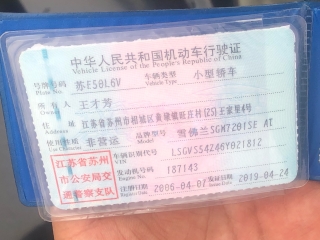 中华人民共和国机动车行驶证
Vehicle License of the People's Republic of China
号牌号码 苏E50L6V 车辆类型 小型轿车
Plate No. Vehicle Type
所有人 王才芳
住址 江苏省苏州市相城区黄埭镇旺庄村(25)王家里4号
使用性质 非营运 品牌型号 雪佛兰SGM7201SE AT
江苏省苏州 车辆识别代号 LSGVS54Z46Y021812
市公安局交 发动机号码 187143
Engine No.
通警察支队 注册日期 2006-04-07 发证日期 2019-04-24